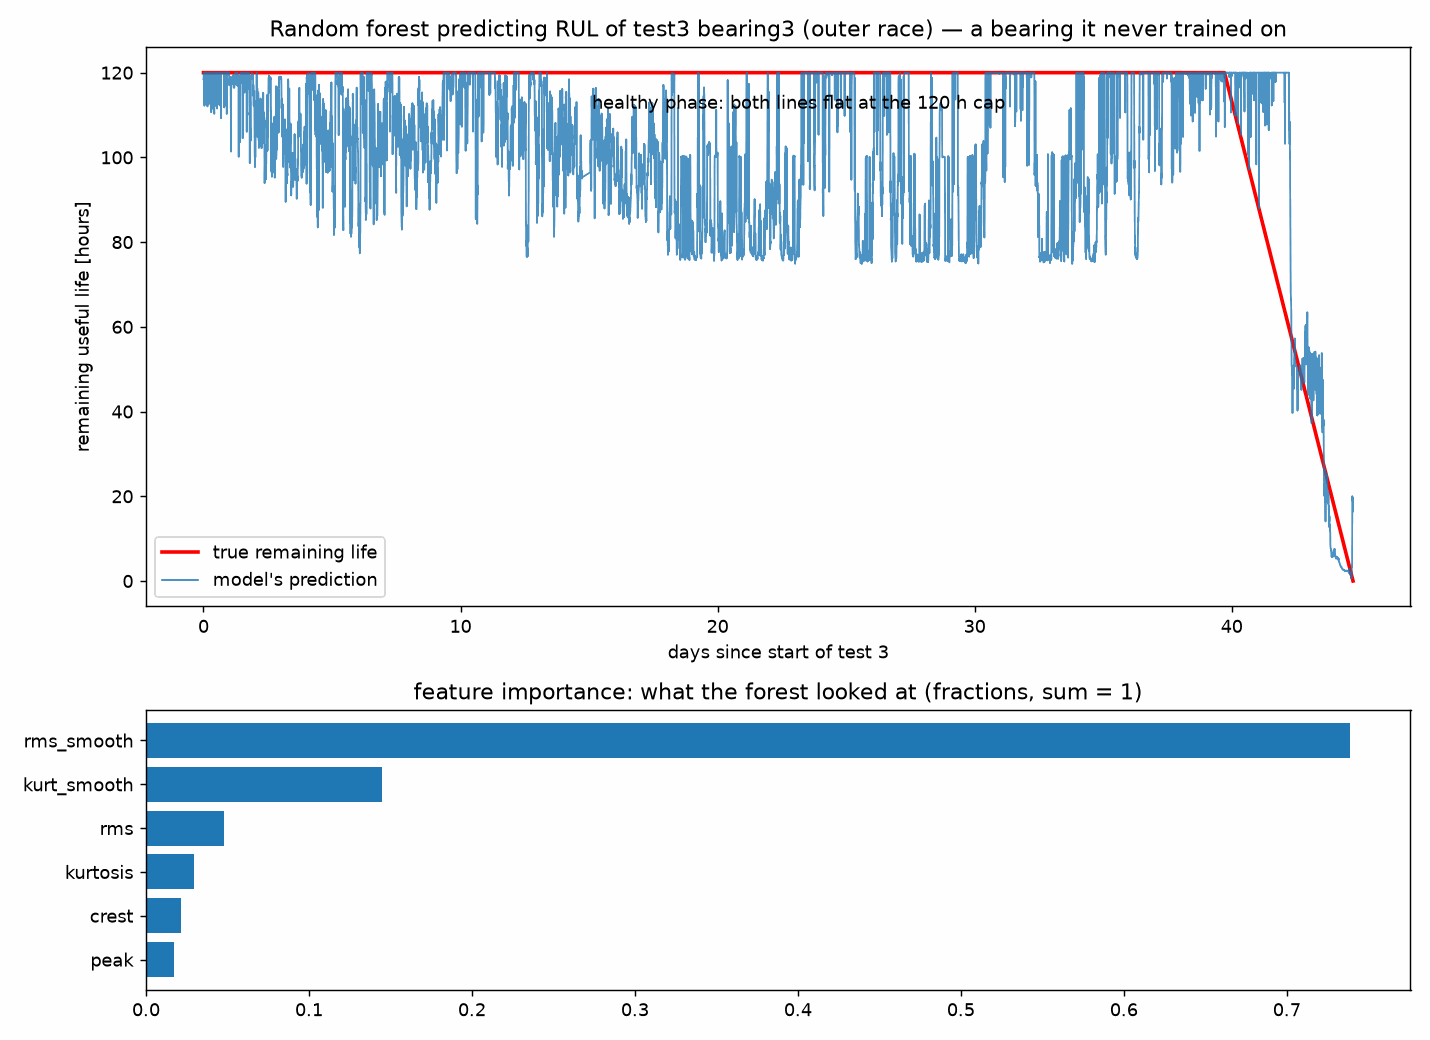 Random forest predicting RUL of test3 bearing3 (outer race) — a bearing it never trained on
120
100
80
60
40
20
0
remaining useful life [hours]
healthy phase: both lines flat at the 120 h cap
true remaining life
model's prediction
0
10
20
30
40
days since start of test 3
feature importance: what the forest looked at (fractions, sum = 1)
rms_smooth
kurt_smooth
rms
kurtosis
crest
peak
0.0
0.1
0.2
0.3
0.4
0.5
0.6
0.7